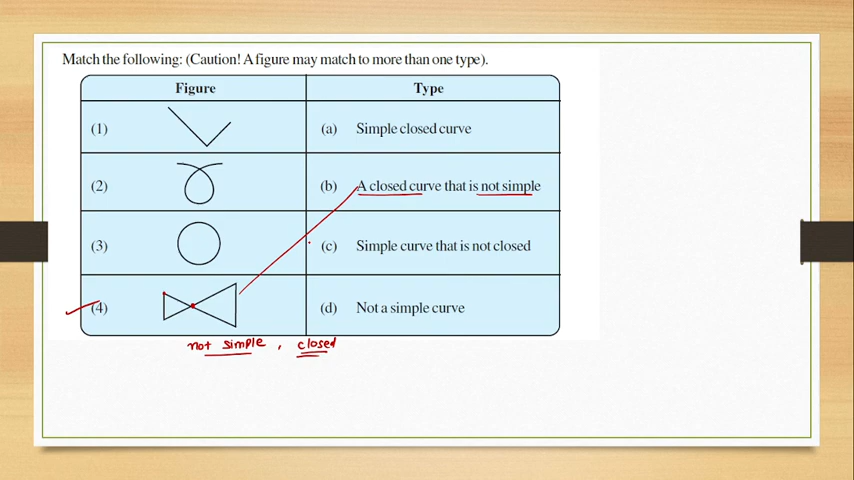 Match the following: (Caution! A figure may match to more than one type).
Figure Type
(1) (a) Simple closed curve
(2) (b) A closed curve that is not simple
(3) (c) Simple curve that is not closed
(4) (d) Not a simple curve
not simple , closed